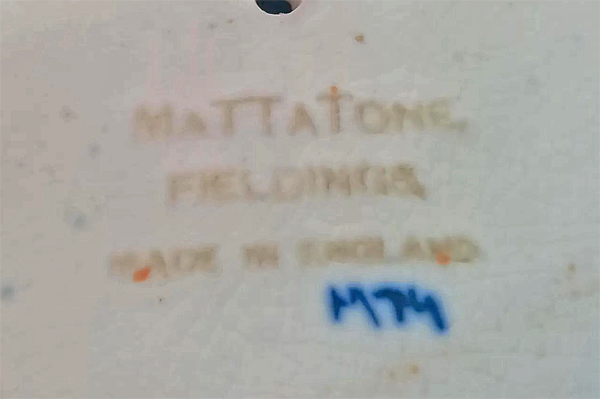 MATTATONE,
FIELDINGS,
MADE IN ENGLAND
M74